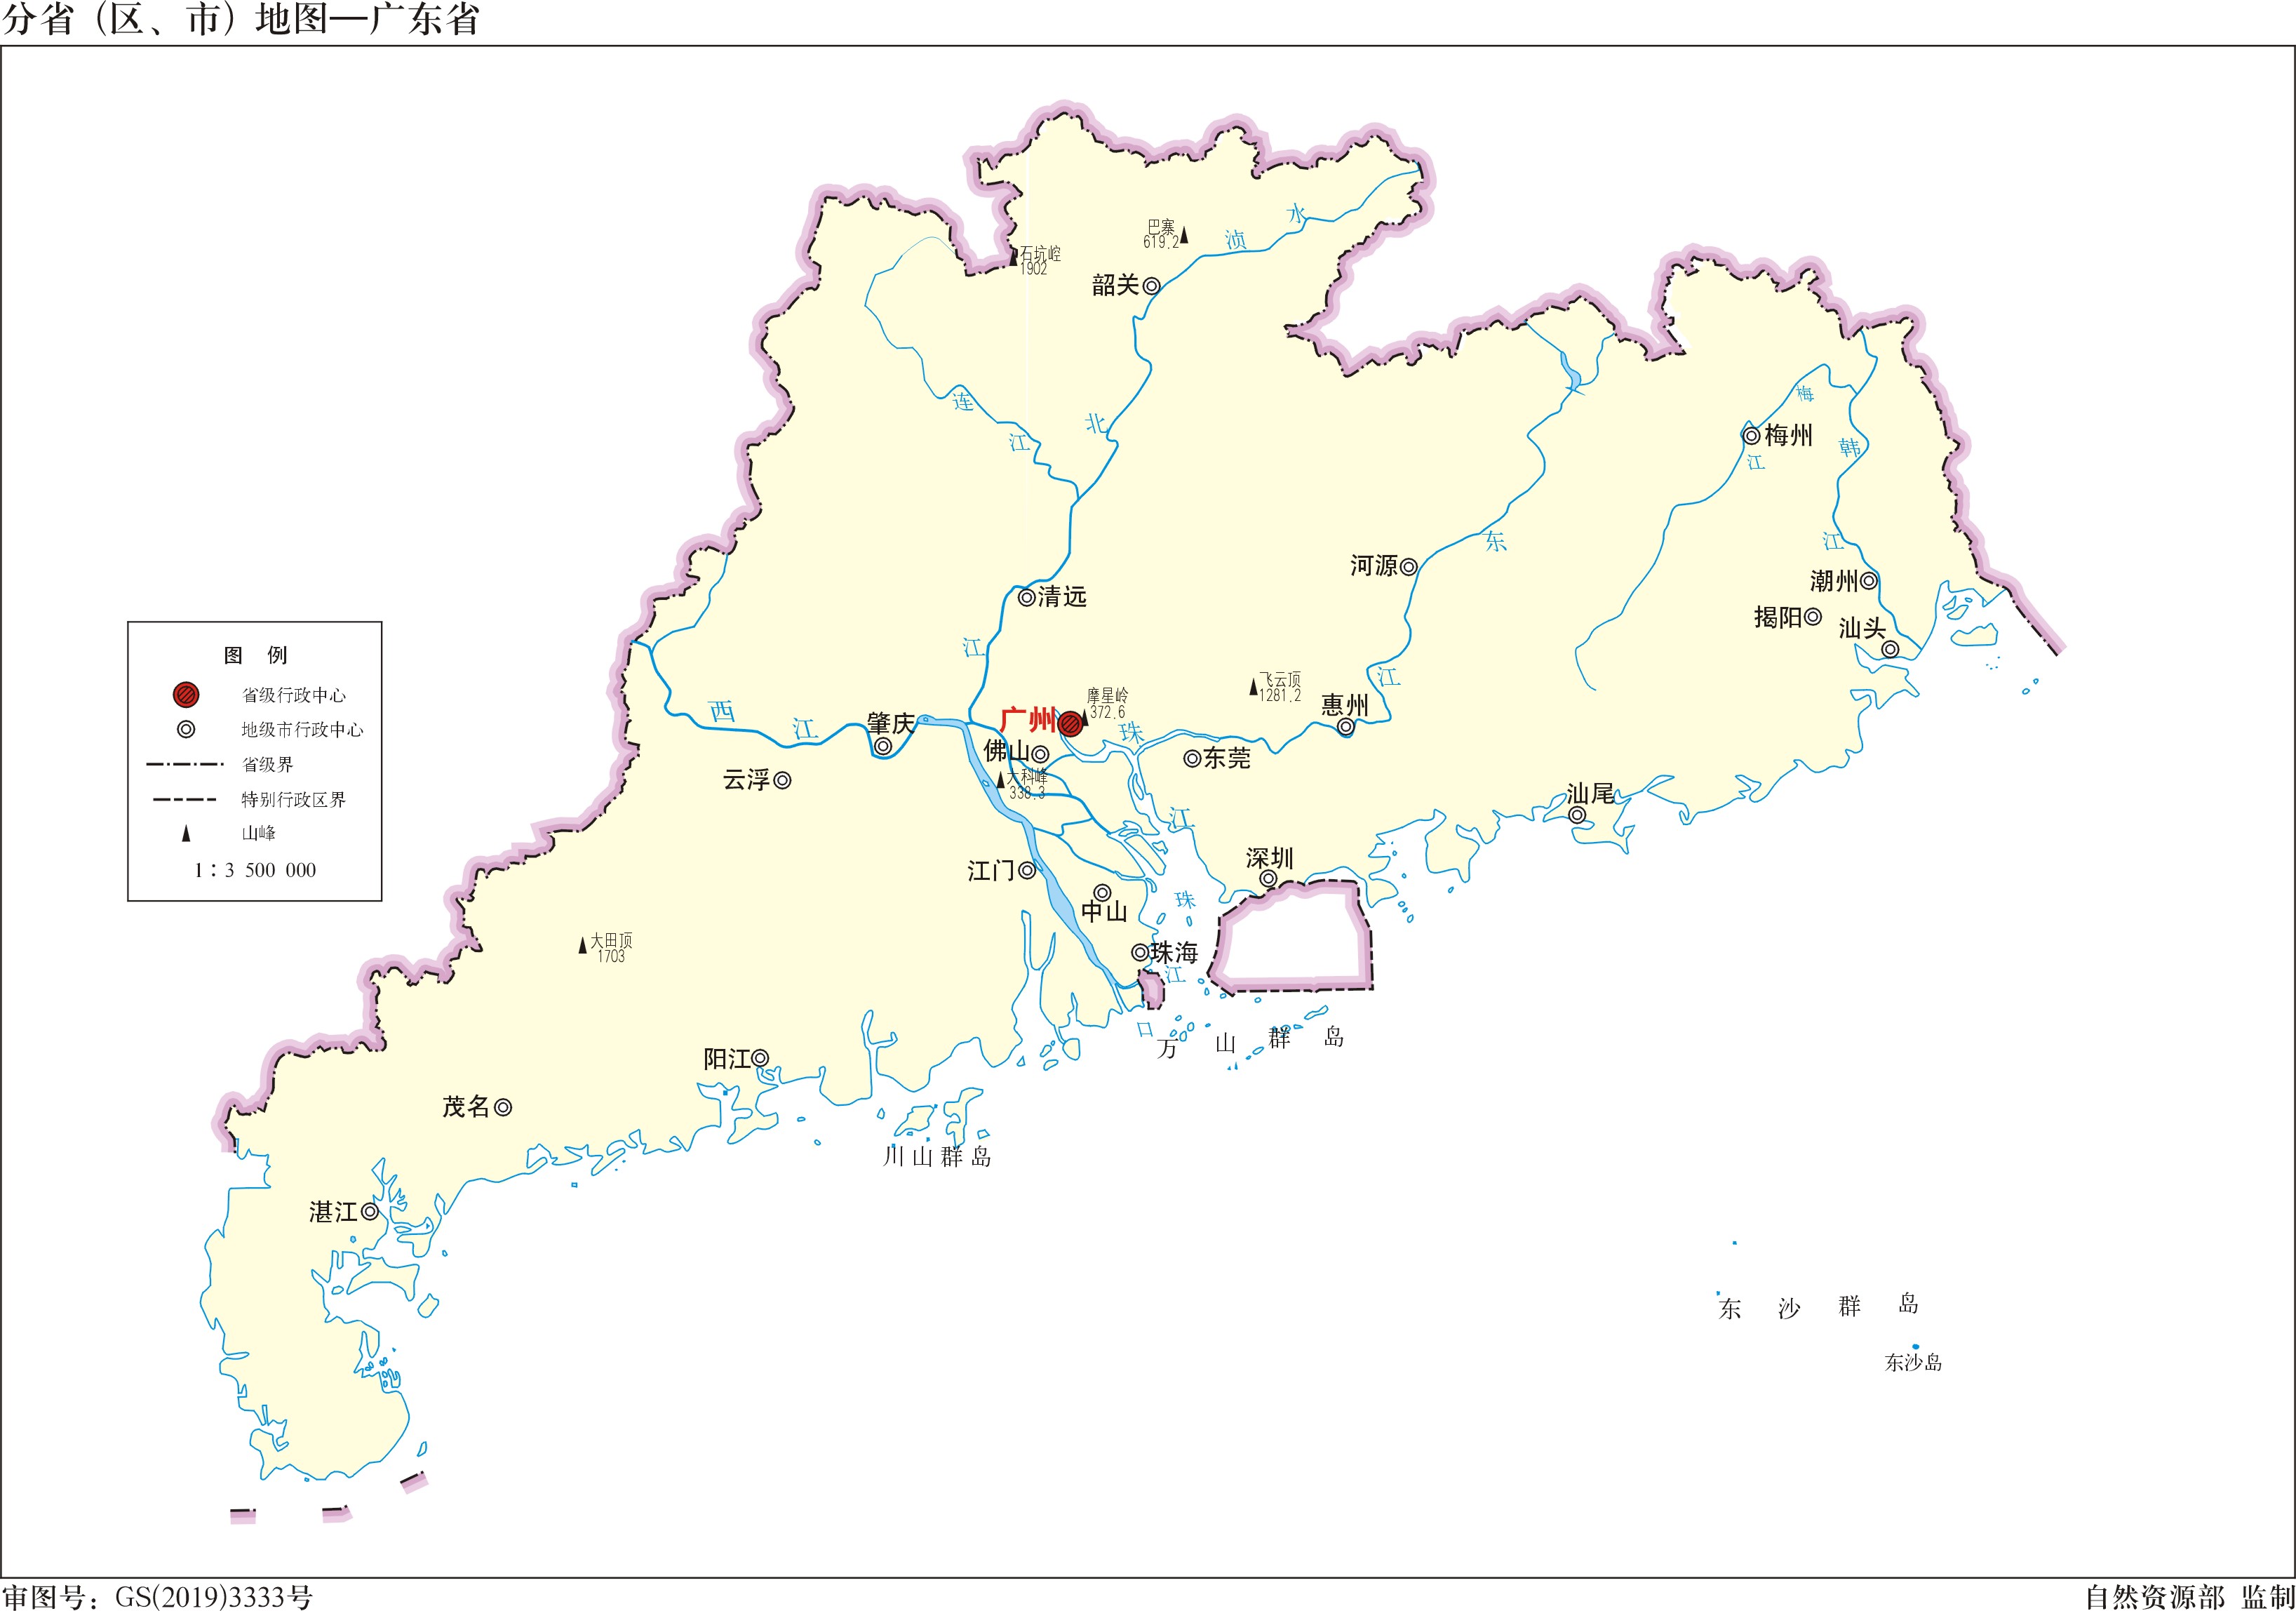 分省（区、市）地图—广东省
巴寨
619.2
浈水
石坑崆
1902
韶关
连江
北江
梅江
梅州
韩江
东江
河源
清远
潮州
揭阳
汕头
图 例
省级行政中心
地级市行政中心
省级界
特别行政区界
山峰
1：3 500 000
西江
肇庆
广州
摩星岭
372.6
飞云顶
1281.2
惠州
珠江
佛山
东莞
云浮
大科峰
338.3
汕尾
江门
深圳
中山
珠江口
大田顶
1703
珠海
万山群岛
阳江
茂名
川山群岛
湛江
东沙群岛
东沙岛
审图号：GS(2019)3333号
自然资源部 监制